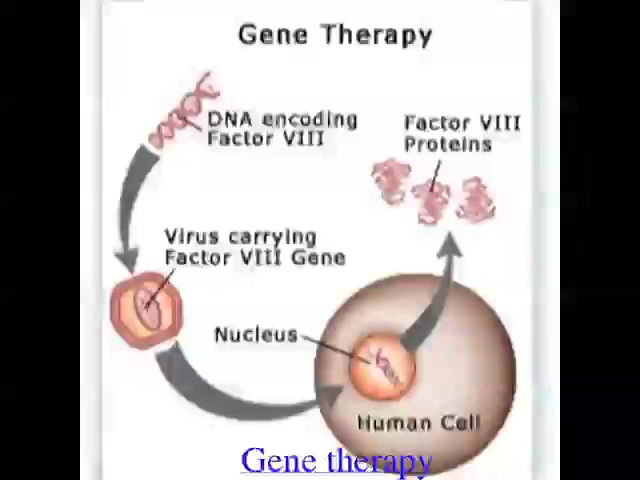 Gene Therapy
DNA encoding
Factor VIII
Factor VIII
Proteins
Virus carrying
Factor VIII Gene
Nucleus
Human Cell
Gene therapy